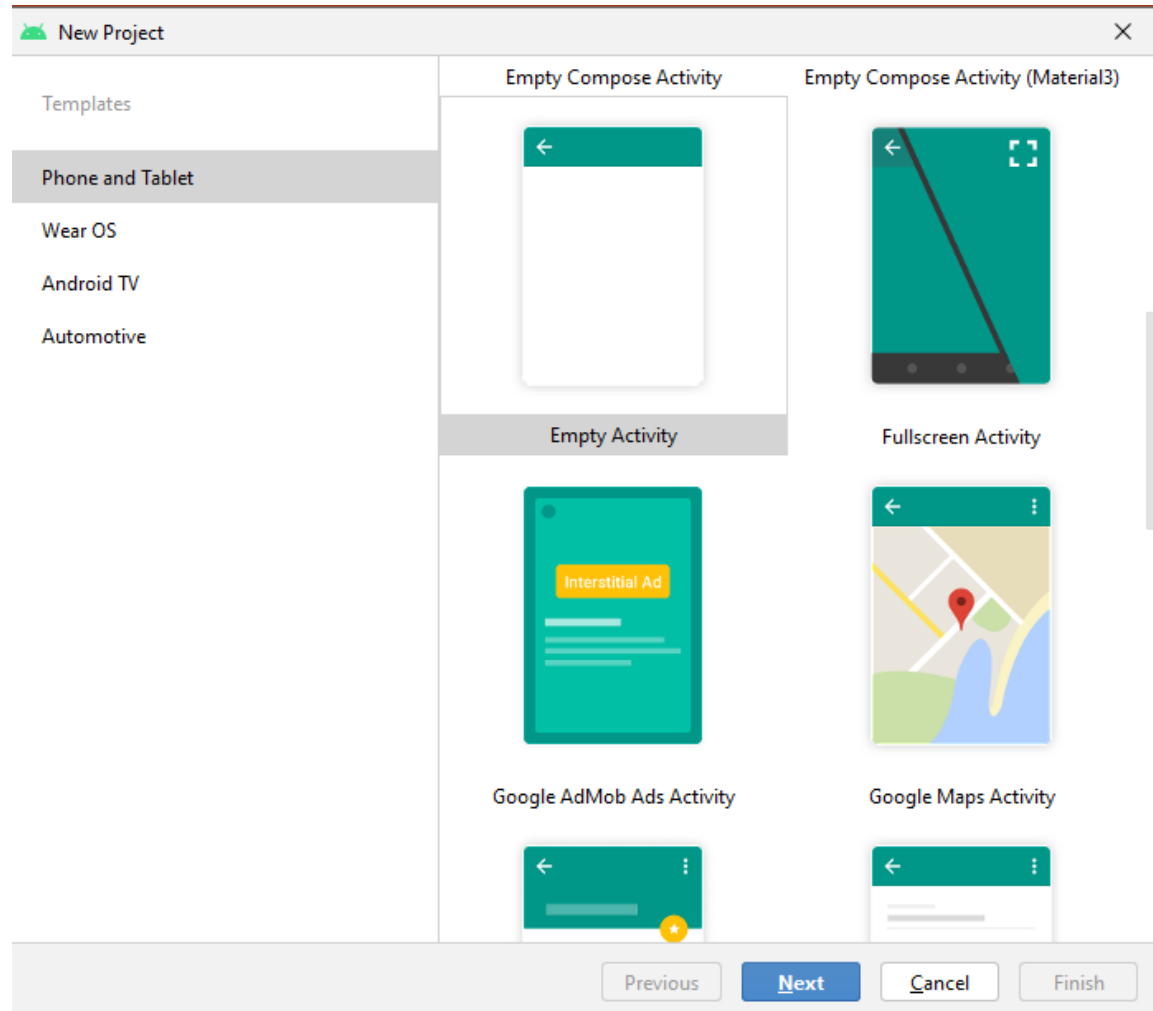 New Project
Templates
Phone and Tablet
Wear OS
Android TV
Automotive
Empty Compose Activity
Empty Compose Activity (Material3)
Empty Activity
Fullscreen Activity
Interstitial Ad
Google AdMob Ads Activity
Google Maps Activity
Previous
Next
Cancel
Finish